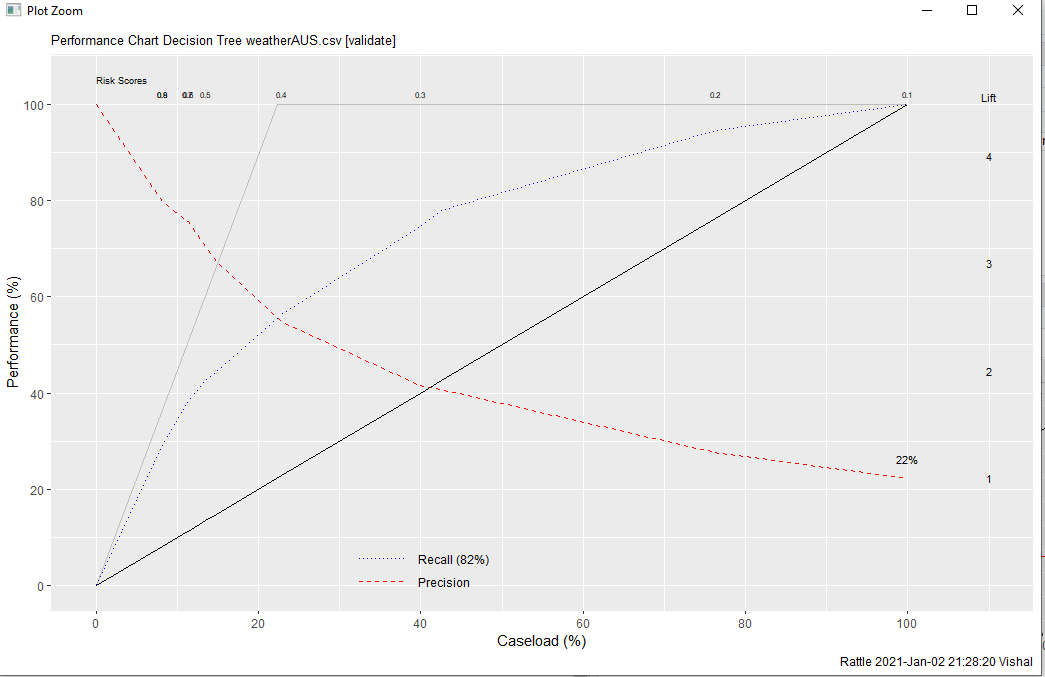 Plot Zoom
Performance Chart Decision Tree weatherAUS.csv [validate]
Risk Scores
0.5 0.4 0.3 0.2 0.1
Lift
100
80
60
40
20
0
Performance (%)
4
3
2
1
22%
Recall (82%)
Precision
0 20 40 60 80 100
Caseload (%)
Rattle 2021-Jan-02 21:28:20 Vishal